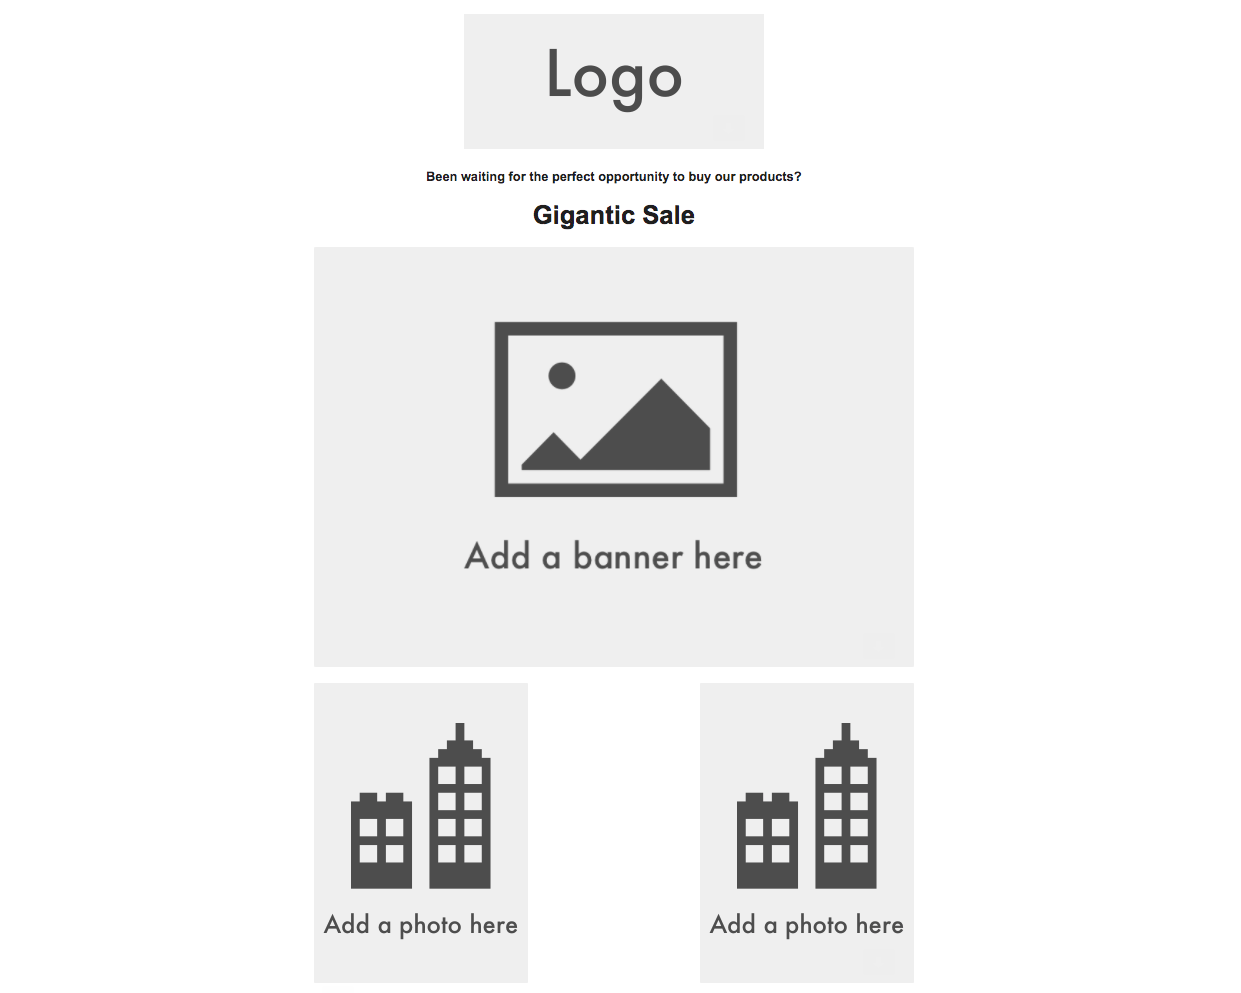 Logo
Been waiting for the perfect opportunity to buy our products?
Gigantic Sale
Add a banner here
Add a photo here
Add a photo here